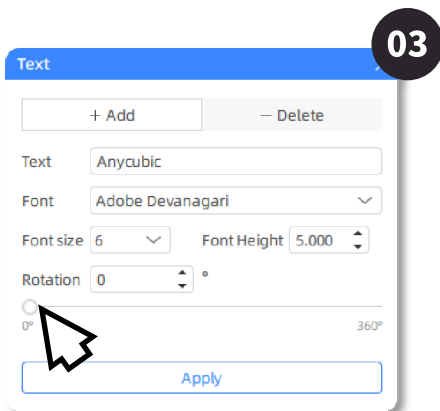 03
Text
+ Add
− Delete
Text Anycubic
Font Adobe Devanagari
Font size 6 Font Height 5.000
Rotation 0 °
0° 360°
Apply